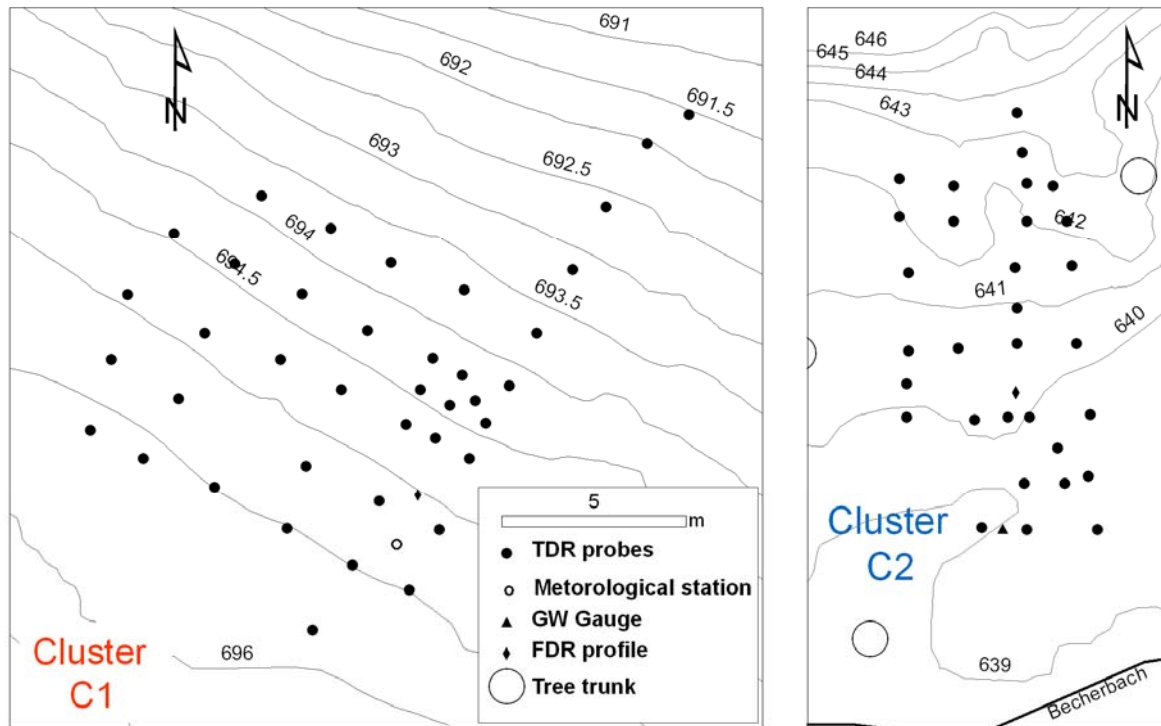 691
692
691.5
693
692.5
694
694.5
693.5
696
N
5
m
TDR probes
Metorological station
GW Gauge
FDR profile
Tree trunk
Cluster
C1
646
645
644
643
642
641
640
639
N
Cluster
C2
Becherbach